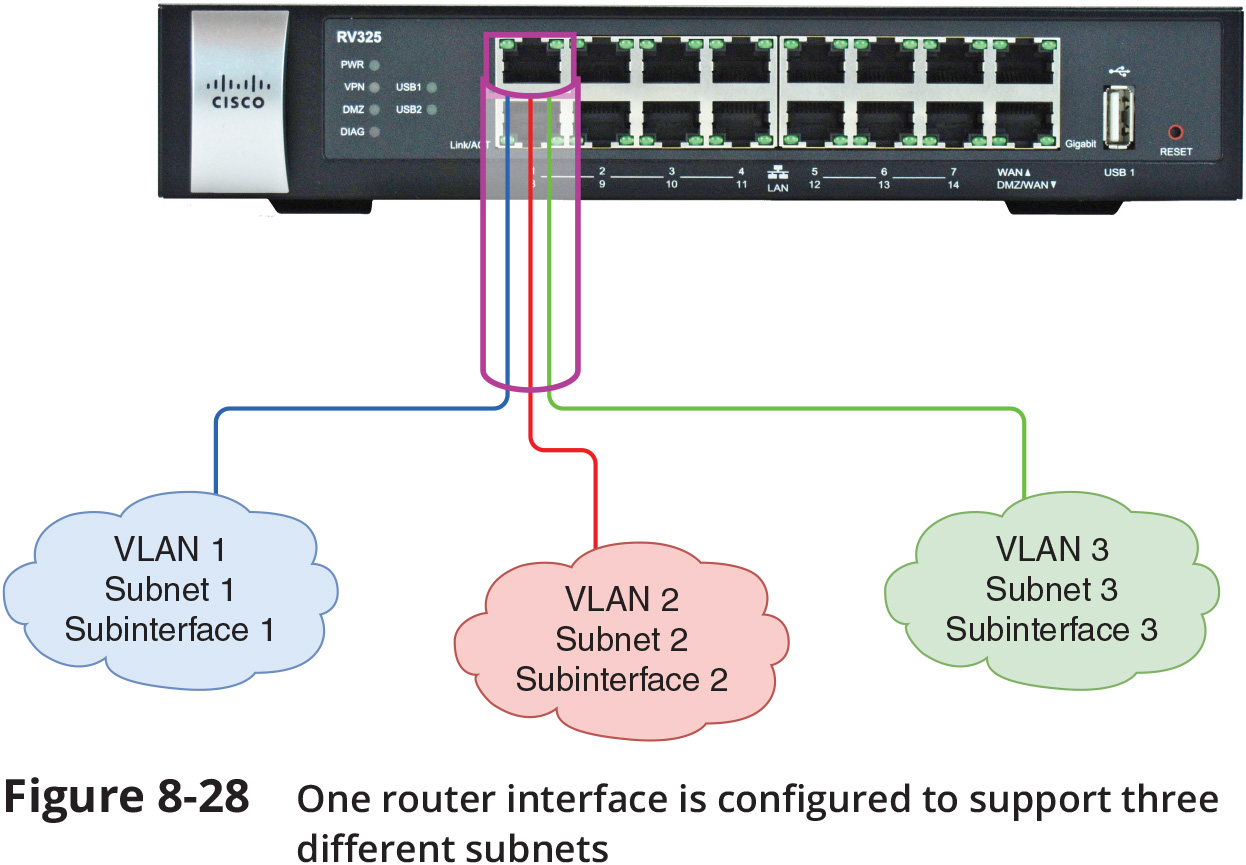 RV325
PWR
VPN USB1
DMZ USB2
DIAG
CISCO
Link/ACT
Gigabit
RESET
1 2 3 4 5 6 7 WAN▲
8 9 10 11 LAN 12 13 14 DMZ/WAN▼
USB 1
VLAN 1
Subnet 1
Subinterface 1
VLAN 2
Subnet 2
Subinterface 2
VLAN 3
Subnet 3
Subinterface 3
Figure 8-28 One router interface is configured to support three
different subnets